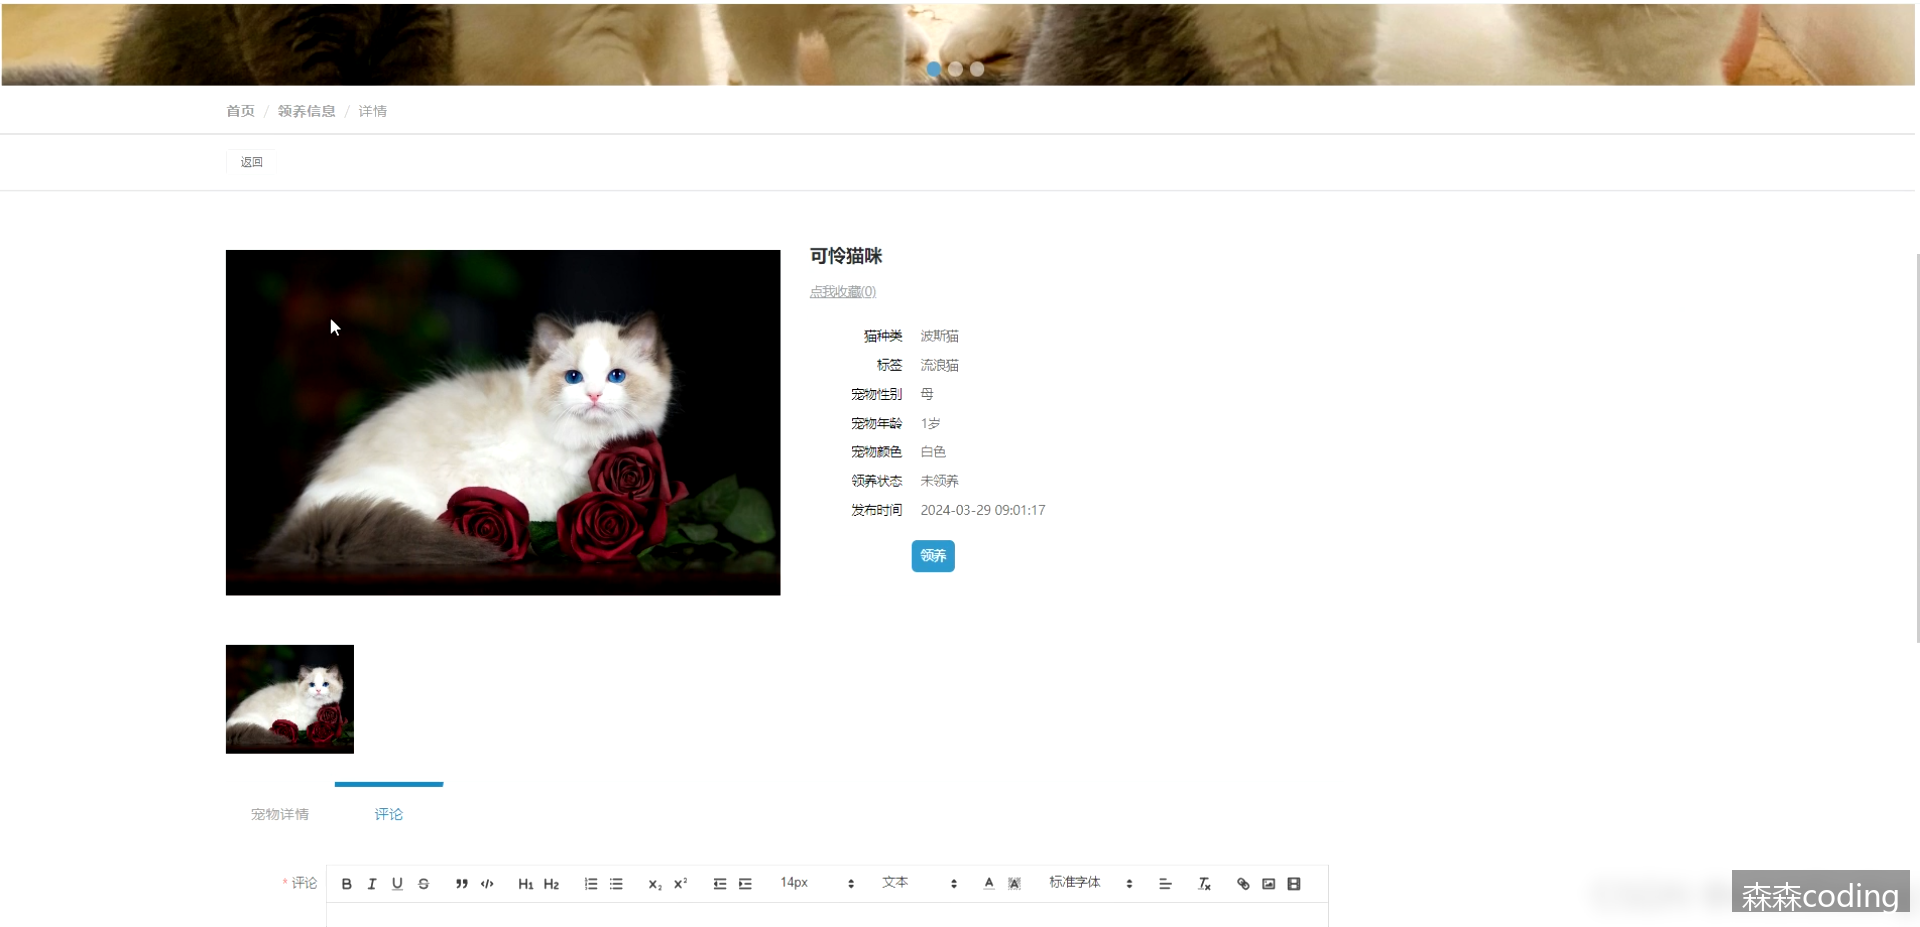 首页 / 领养信息 / 详情
返回
可怜猫咪
点我收藏(0)
猫种类 波斯猫
标签 流浪猫
宠物性别 母
宠物年龄 1岁
宠物颜色 白色
领养状态 未领养
发布时间 2024-03-29 09:01:17
领养
宠物详情 评论
* 评论 B I U S H1 H2 X2 X2 14px 文本 A A 标准字体
森森coding